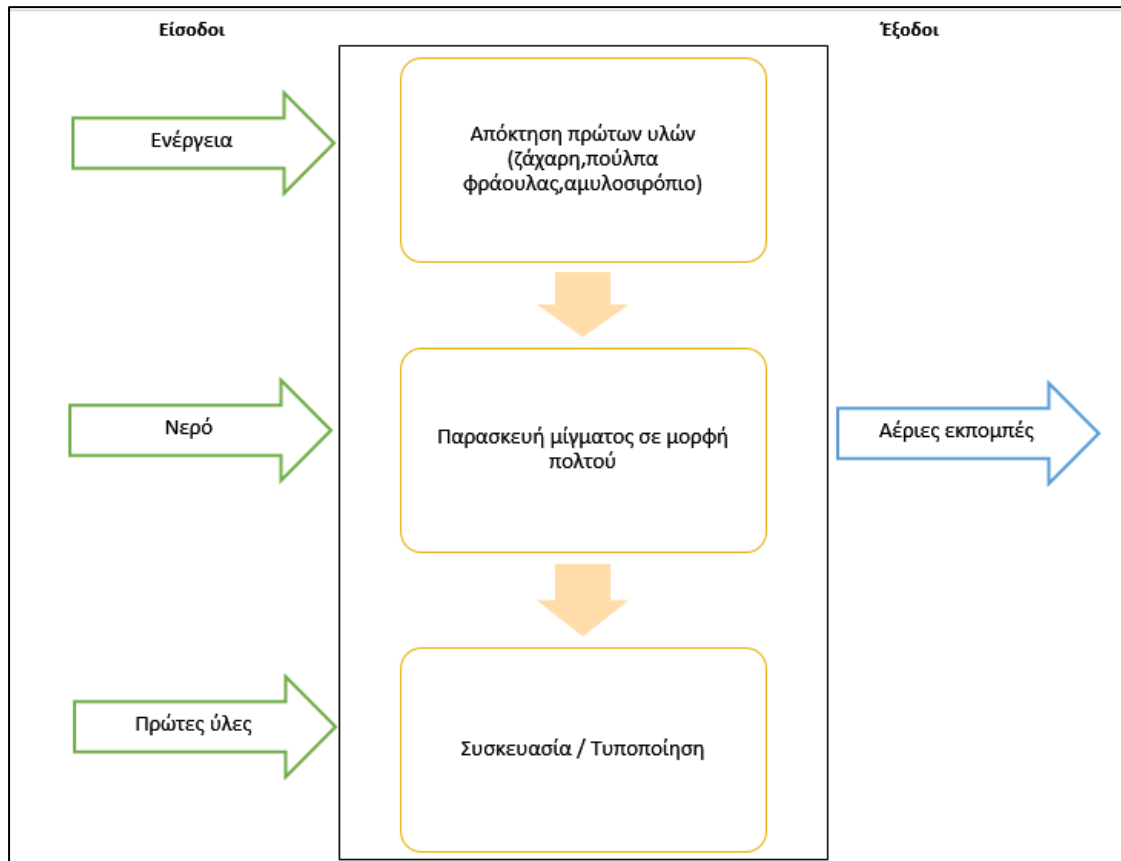 Είσοδοι
Έξοδοι
Ενέργεια
Απόκτηση πρώτων υλών
(ζάχαρη,πούλπα
φράουλας,αμυλοσιρόπιο)
Νερό
Παρασκευή μίγματος σε μορφή
πολτού
Αέριες εκπομπές
Πρώτες ύλες
Συσκευασία / Τυποποίηση